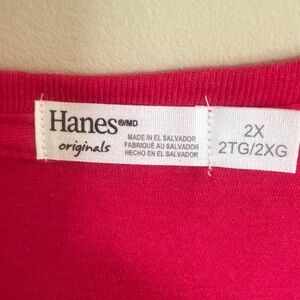 Hanes®/MD
originals
MADE IN EL SALVADOR
FABRIQUÉ AU SALVADOR
HECHO EN EL SALVADOR
2X
2TG/2XG